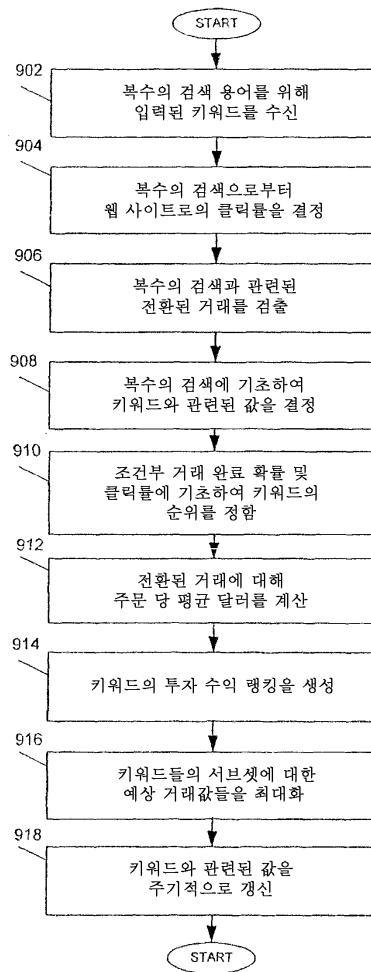 START
902
복수의 검색 용어를 위해
입력된 키워드를 수신
904
복수의 검색으로부터
웹 사이트로의 클릭률을 결정
906
복수의 검색과 관련된
전환된 거래를 검출
908
복수의 검색에 기초하여
키워드와 관련된 값을 결정
910
조건부 거래 완료 확률 및
클릭률에 기초하여 키워드의
순위를 정함
912
전환된 거래에 대해
주문 당 평균 달러를 계산
914
키워드의 투자 수익 랭킹을 생성
916
키워드들의 서브셋에 대한
예상 거래값들을 최대화
918
키워드와 관련된 값을
주기적으로 갱신
START